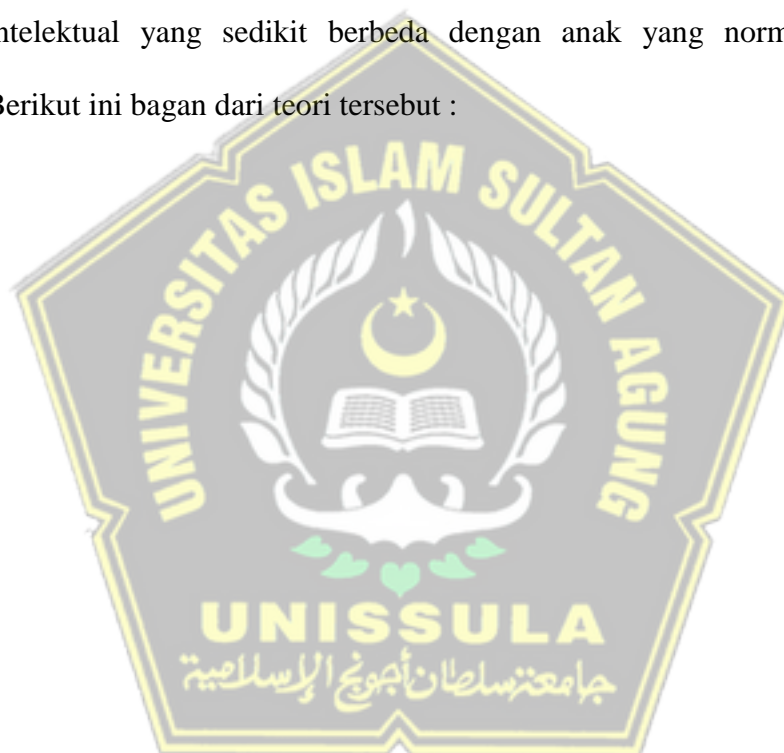 ntelektual yang sedikit berbeda dengan anak yang norm
Berikut ini bagan dari teori tersebut :
UNIVERSITAS ISLAM SULTAN AGUNG
UNISSULA
جامعة سلطان أجونج الإسلامية